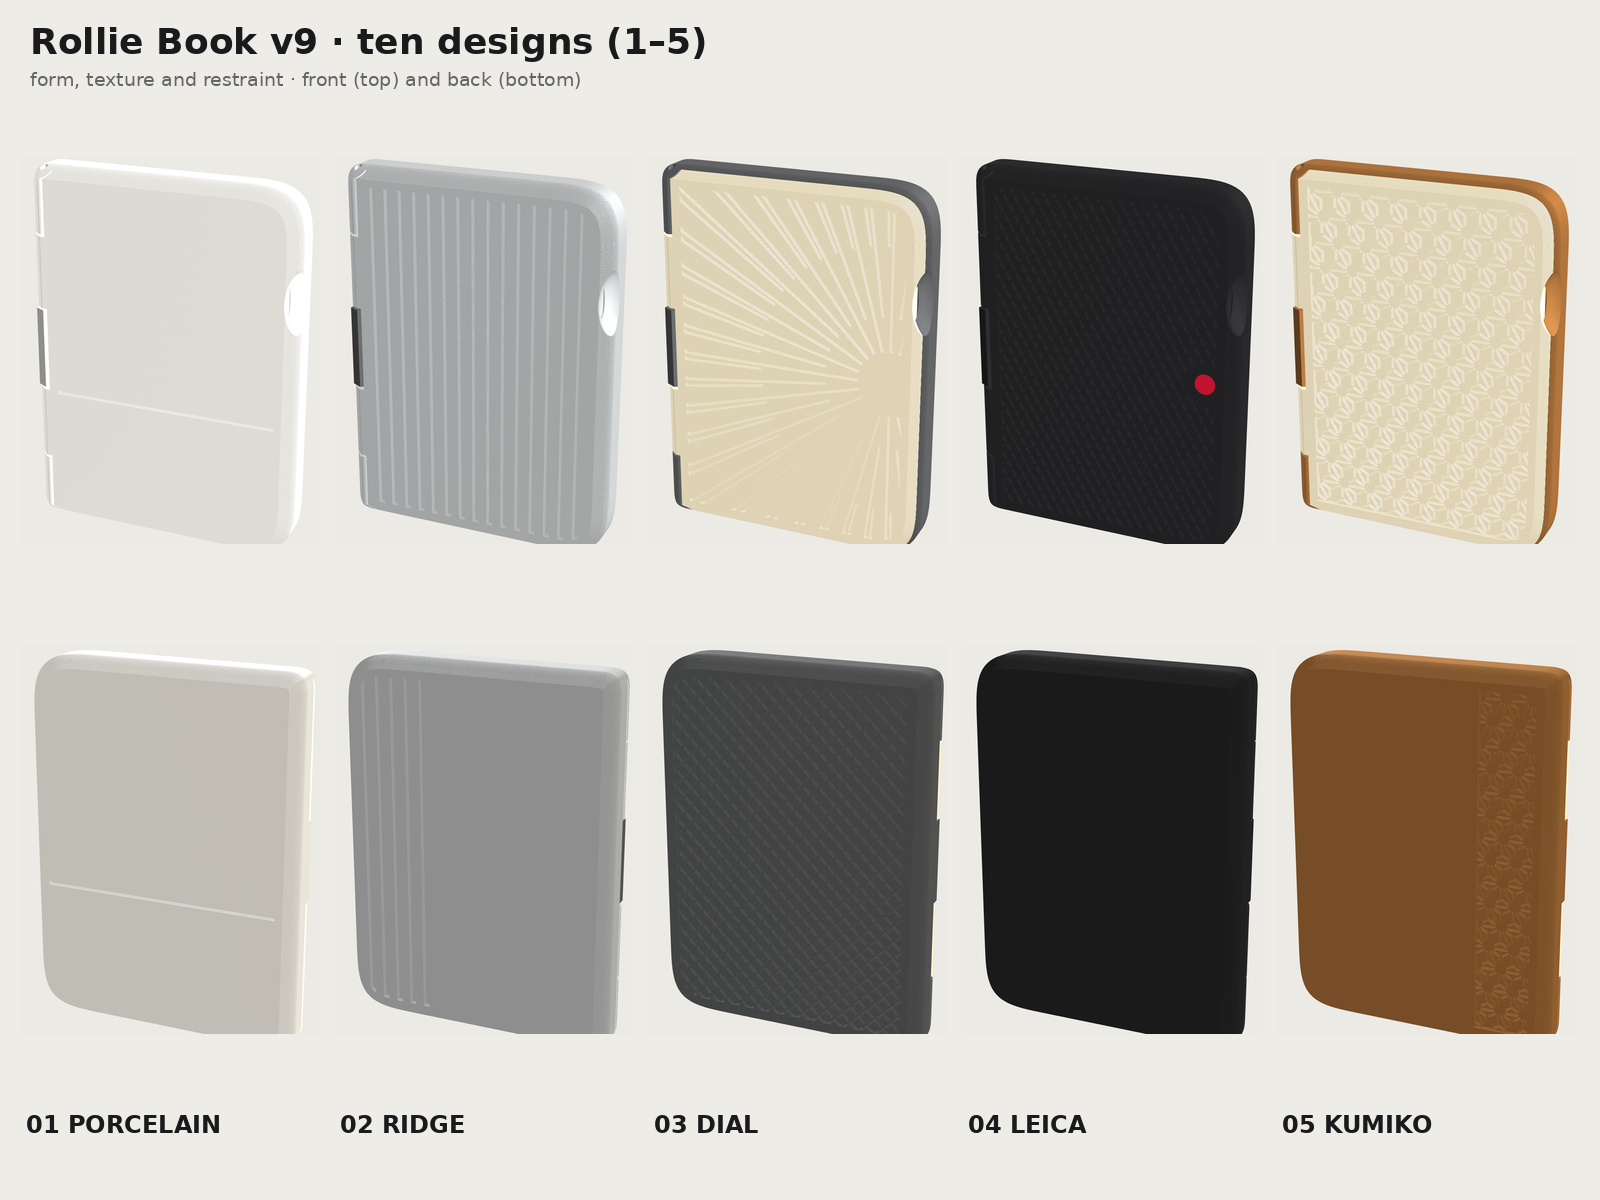 Rollie Book v9 · ten designs (1–5)
form, texture and restraint · front (top) and back (bottom)
01 PORCELAIN
02 RIDGE
03 DIAL
04 LEICA
05 KUMIKO